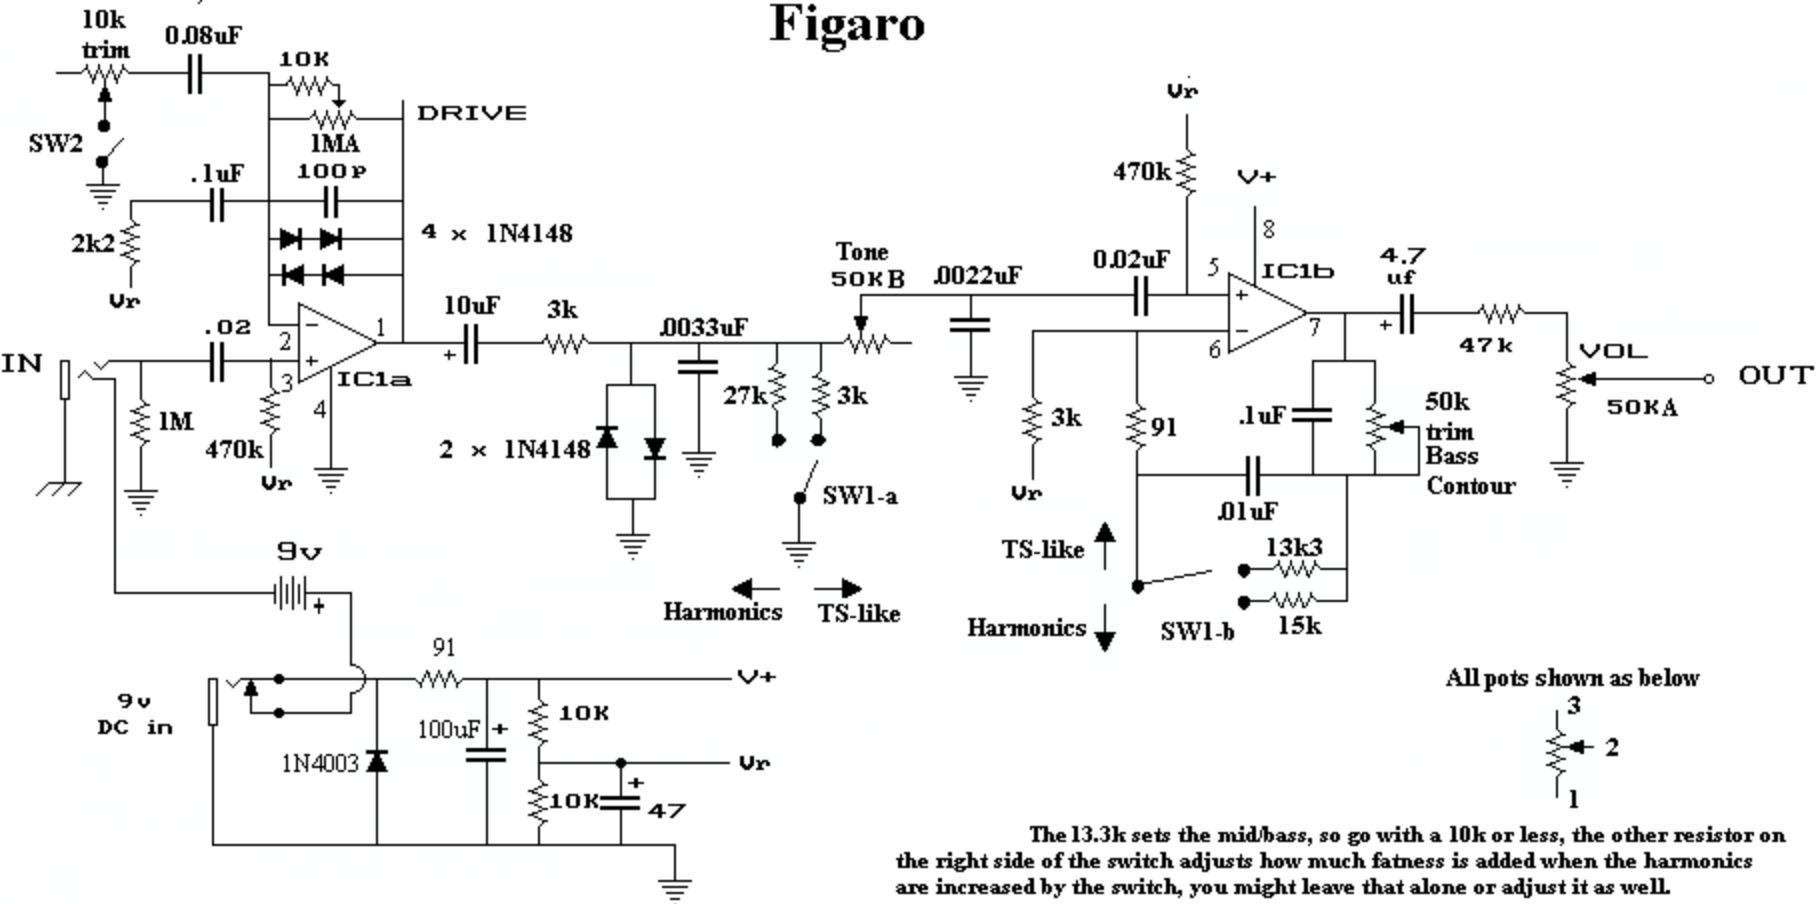 Figaro
10k
trim
0.08uF
10K
DRIVE
1MA
SW2
.1uF
100P
2k2
Vr
4 x 1N4148
.02
2
1
3
4
IC1a
IN
1M
470k
Vr
10uF
+
3k
.0033uF
27k
3k
2 x 1N4148
SW1-a
Harmonics
TS-like
Tone
50KB
.0022uF
0.02uF
Vr
470k
V+
8
5
IC1b
6
7
4.7
uf
+
47k
VOL
50KA
OUT
3k
Vr
91
.1uF
50k
trim
Bass
Contour
.01uF
TS-like
Harmonics
13k3
15k
SW1-b
9v
+
9v
DC in
91
V+
1N4003
100uF +
10K
Vr
10K
+
47
All pots shown as below
3
2
1
The 13.3k sets the mid/bass, so go with a 10k or less, the other resistor on
the right side of the switch adjusts how much fatness is added when the harmonics
are increased by the switch, you might leave that alone or adjust it as well.